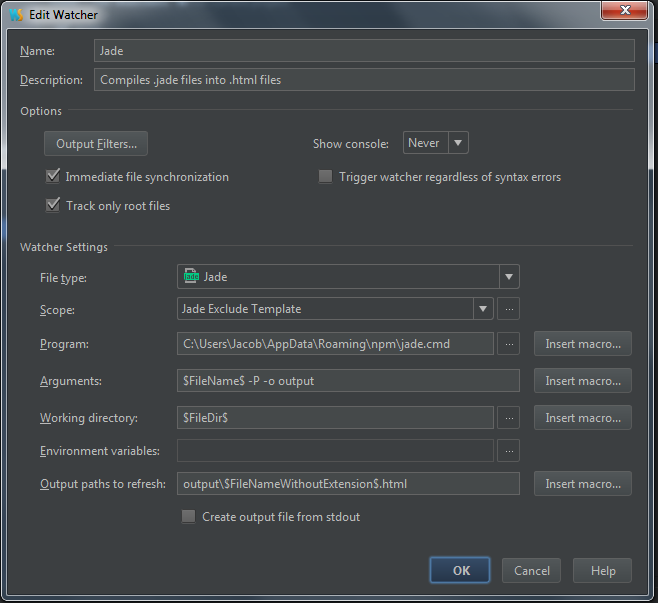 Edit Watcher
Name: Jade
Description: Compiles .jade files into .html files
Options
Output Filters... Show console: Never
Immediate file synchronization Trigger watcher regardless of syntax errors
Track only root files
Watcher Settings
File type: Jade
Scope: Jade Exclude Template ...
Program: C:\Users\Jacob\AppData\Roaming\npm\jade.cmd ... Insert macro...
Arguments: $FileName$ -P -o output Insert macro...
Working directory: $FileDir$ ... Insert macro...
Environment variables: ...
Output paths to refresh: output\$FileNameWithoutExtension$.html Insert macro...
Create output file from stdout
OK Cancel Help